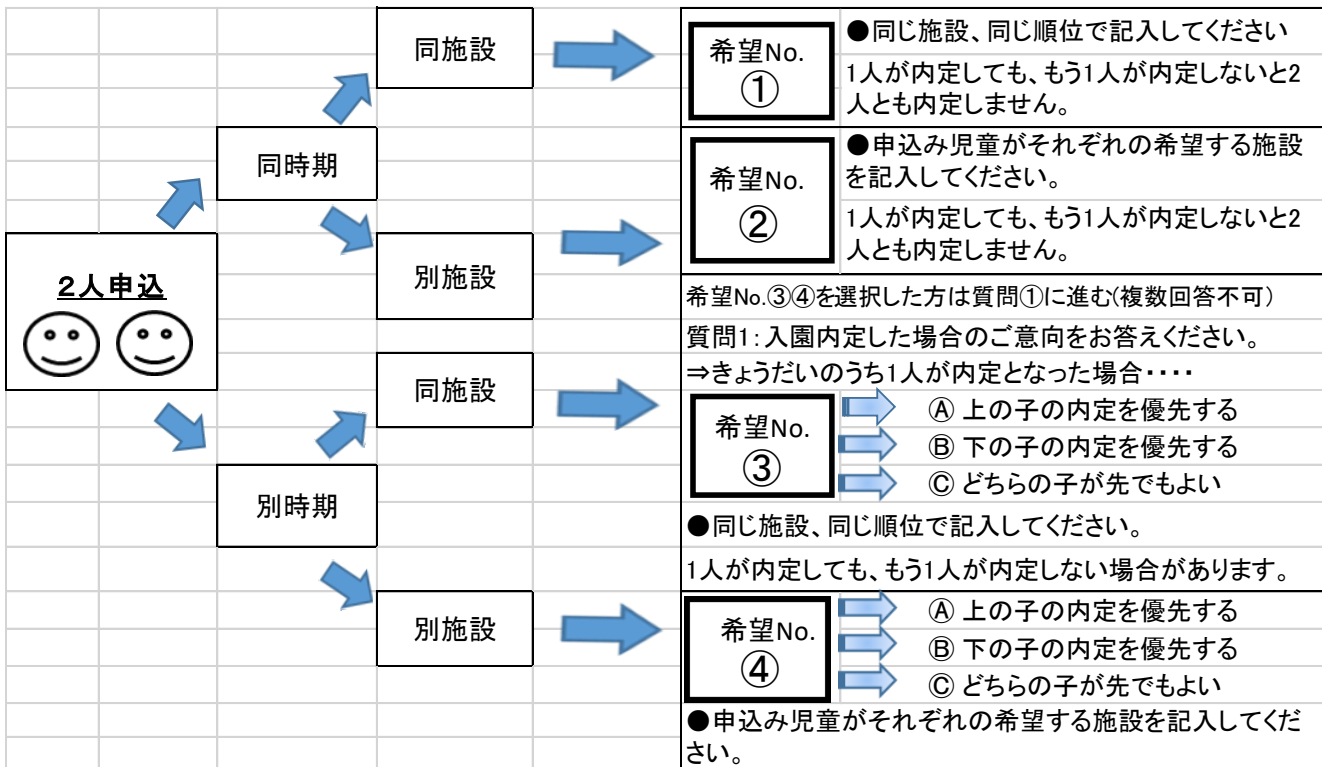 2人申込
同時期
別時期
同施設
別施設
同施設
別施設
希望No.
①
●同じ施設、同じ順位で記入してください
1人が内定しても、もう1人が内定しないと2
人とも内定しません。
希望No.
②
●申込み児童がそれぞれの希望する施設
を記入してください。
1人が内定しても、もう1人が内定しないと2
人とも内定しません。
希望No.③④を選択した方は質問①に進む(複数回答不可)
質問1:入園内定した場合のご意向をお答えください。
⇒きょうだいのうち1人が内定となった場合・・・・
希望No.
③
Ⓐ 上の子の内定を優先する
Ⓑ 下の子の内定を優先する
Ⓒ どちらの子が先でもよい
●同じ施設、同じ順位で記入してください。
1人が内定しても、もう1人が内定しない場合があります。
希望No.
④
Ⓐ 上の子の内定を優先する
Ⓑ 下の子の内定を優先する
Ⓒ どちらの子が先でもよい
●申込み児童がそれぞれの希望する施設を記入してくだ
さい。